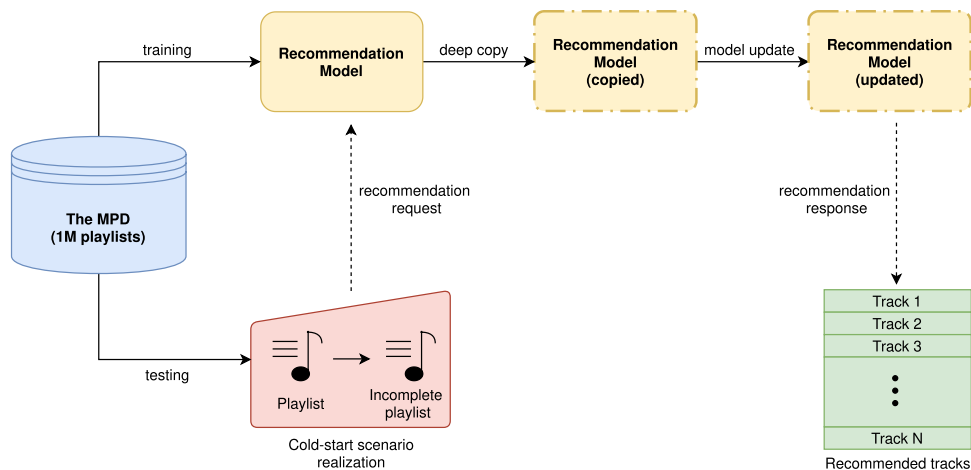 training
Recommendation
Model
deep copy
Recommendation
Model
(copied)
model update
Recommendation
Model
(updated)
The MPD
(1M playlists)
recommendation
request
recommendation
response
testing
Playlist
Incomplete
playlist
Cold-start scenario
realization
Track 1
Track 2
Track 3
Track N
Recommended tracks